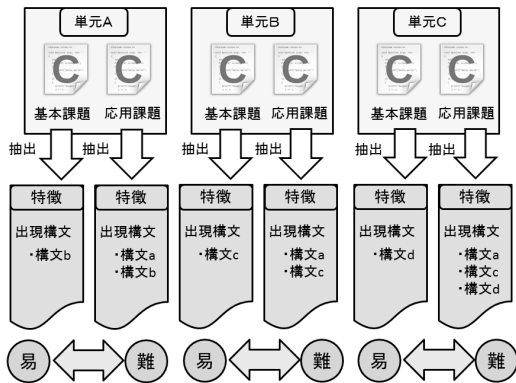 単元A
単元B
単元C
C
C
C
C
C
C
基本課題
応用課題
基本課題
応用課題
基本課題
応用課題
抽出
抽出
抽出
抽出
抽出
抽出
特徴
特徴
特徴
特徴
特徴
特徴
出現構文
・構文b
出現構文
・構文a
・構文b
出現構文
・構文c
出現構文
・構文a
・構文c
出現構文
・構文d
出現構文
・構文a
・構文c
・構文d
易
難
易
難
易
難